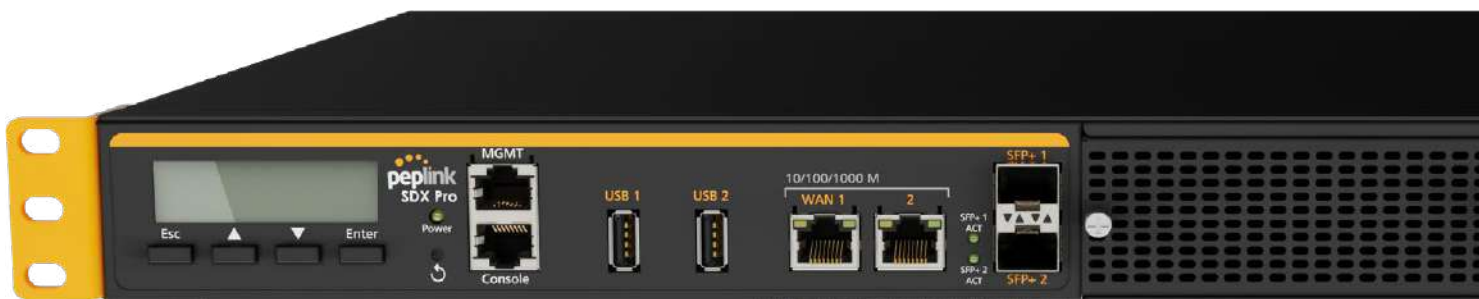 peplink
SDX Pro
Power
Esc
Enter
MGMT
Console
USB 1
USB 2
10/100/1000 M
WAN 1
2
SFP+ 1
ACT
SFP+ 2
ACT
SFP+ 1
SFP+ 2